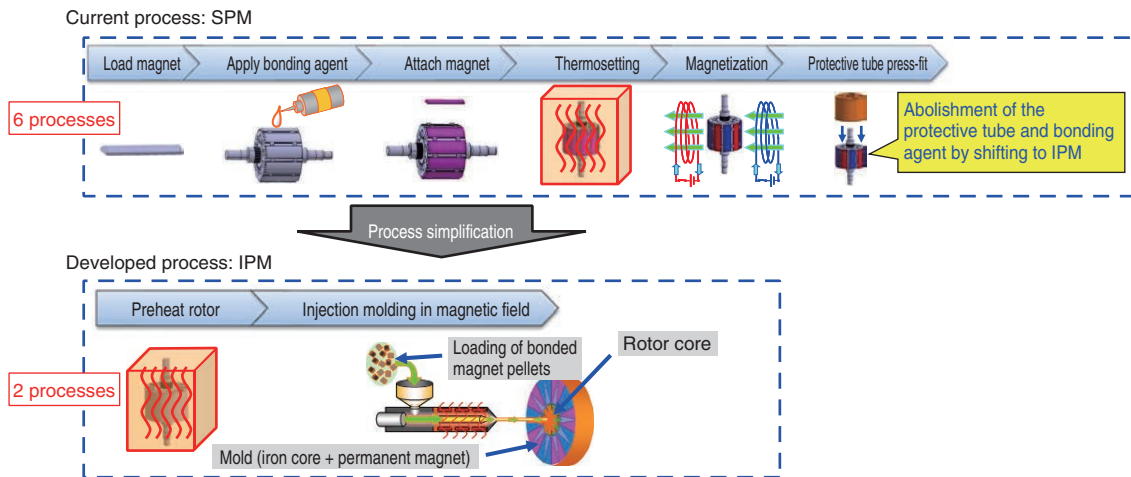 Current process: SPM
Load magnet
Apply bonding agent
Attach magnet
Thermosetting
Magnetization
Protective tube press-fit
6 processes
Abolishment of the
protective tube and bonding
agent by shifting to IPM
Process simplification
Developed process: IPM
Preheat rotor
Injection molding in magnetic field
2 processes
Loading of bonded
magnet pellets
Rotor core
Mold (iron core + permanent magnet)